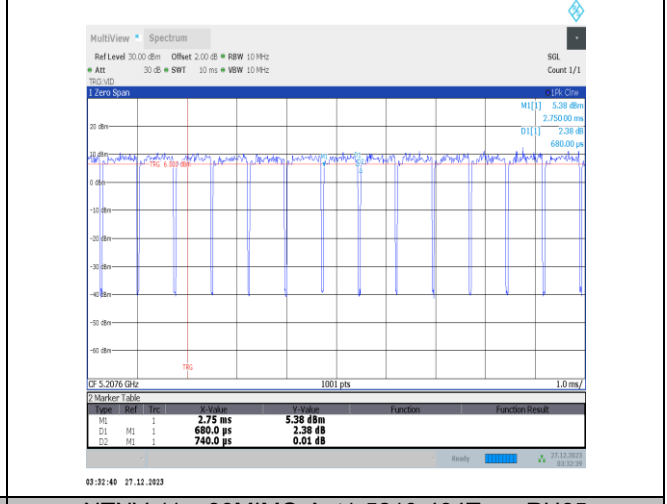 MultiView Spectrum
Ref Level 30.00 dBm Offset 2.00 dB RBW 10 MHz SGL
Att 30 dB SWT 10 ms VBW 10 MHz Count 1/1
TRG:VID
1 Zero Span 1Pk Clrw
M1[1] 5.38 dBm
2.750 00 ms
D1[1] 2.38 dB
680.00 µs
20 dBm
10 dBm
TRG 6.802 dBm
0 dBm
-10 dBm
-20 dBm
-30 dBm
-40 dBm
-50 dBm
-60 dBm
TRG
CF 5.2076 GHz 1001 pts 1.0 ms/
2 Marker Table
Type Ref Trc X-Value Y-Value Function Function Result
M1 1 2.75 ms 5.38 dBm
D1 M1 1 680.0 µs 2.38 dB
D2 M1 1 740.0 µs 0.01 dB
Ready 27.12.2023
03:32:39
03:32:40 27.12.2023